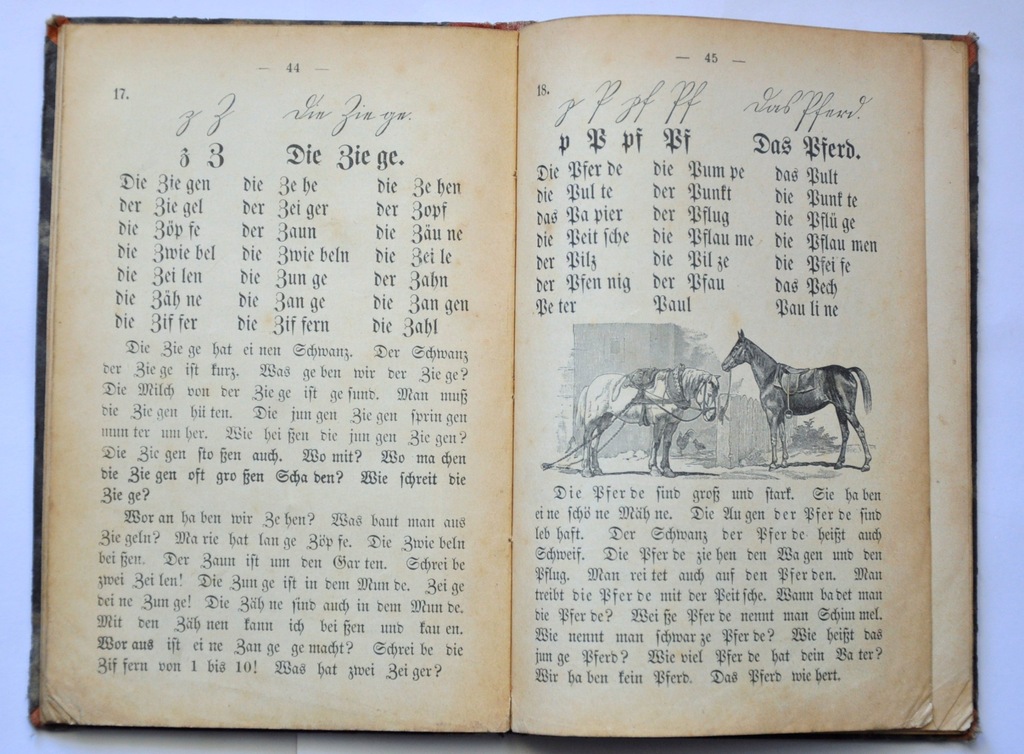 — 44 —
17.
z Z Die Zie ge.
z Z Die Zie ge.
Die Zie gen die Ze he die Ze hen
der Zie gel der Zei ger der Zopf
die Zöp fe der Zaun die Zäu ne
die Zwie bel die Zwie beln die Zei le
die Zei len die Zun ge der Zahn
die Zäh ne die Zan ge die Zan gen
die Zif fer die Zif fern die Zahl
Die Zie ge hat ei nen Schwanz. Der Schwanz
der Zie ge ist kurz. Was ge ben wir der Zie ge?
Die Milch von der Zie ge ist ge sund. Man muß
die Zie gen hü ten. Die jun gen Zie gen sprin gen
mun ter um her. Wie hei ßen die jun gen Zie gen?
Die Zie gen sto ßen auch. Wo mit? Wo ma chen
die Zie gen oft gro ßen Scha den? Wie schreit die
Zie ge?
Wor an ha ben wir Ze hen? Was baut man aus
Zie geln? Ma rie hat lan ge Zöp fe. Die Zwie beln
bei ßen. Der Zaun ist um den Gar ten. Schrei be
zwei Zei len! Die Zun ge ist in dem Mun de. Zei ge
dei ne Zun ge! Die Zäh ne sind auch in dem Mun de.
Mit den Zäh nen kann ich bei ßen und kau en.
Wor aus ist ei ne Zan ge ge macht? Schrei be die
Zif fern von 1 bis 10! Was hat zwei Zei ger?
— 45 —
18.
p P pf Pf Das Pferd.
p P pf Pf Das Pferd.
Die Pfer de die Pum pe das Pult
die Pul te der Punkt die Punk te
das Pa pier der Pflug die Pflü ge
die Peit sche die Pflau me die Pflau men
der Pilz die Pil ze die Pfei fe
der Pfen nig der Pfau das Pech
Pe ter Paul Pau li ne
Die Pfer de sind groß und stark. Sie ha ben
ei ne schö ne Mäh ne. Die Au gen der Pfer de sind
leb haft. Der Schwanz der Pfer de heißt auch
Schweif. Die Pfer de zie hen den Wa gen und den
Pflug. Man rei tet auch auf den Pfer den. Man
treibt die Pfer de mit der Peit sche. Wann ba det man
die Pfer de? Wei ße Pfer de nennt man Schim mel.
Wie nennt man schwar ze Pfer de? Wie heißt das
jun ge Pferd? Wie viel Pfer de hat dein Va ter?
Wir ha ben kein Pferd. Das Pferd wie hert.